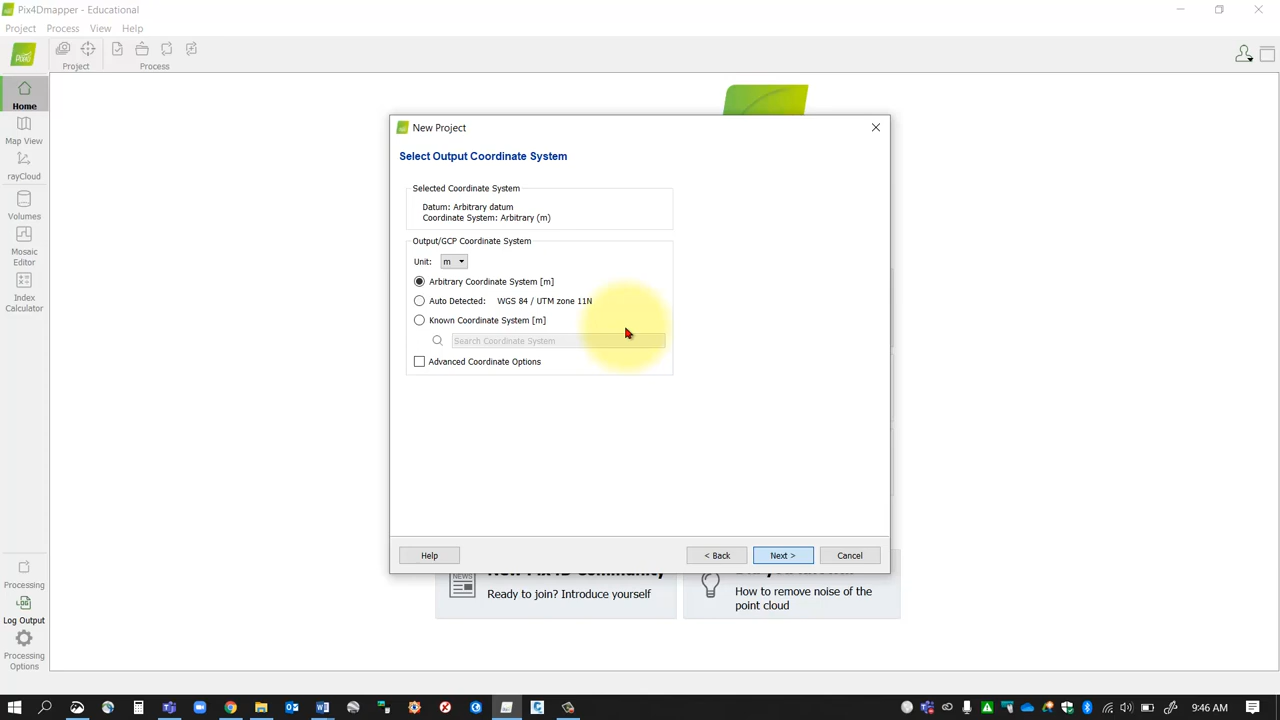 Pix4Dmapper - Educational
Project Process View Help
Project Process
Home
Map View
rayCloud
Volumes
Mosaic
Editor
Index
Calculator
New Project
Select Output Coordinate System
Selected Coordinate System
Datum: Arbitrary datum
Coordinate System: Arbitrary (m)
Output/GCP Coordinate System
Unit: m
Arbitrary Coordinate System [m]
Auto Detected: WGS 84 / UTM zone 11N
Known Coordinate System [m]
Search Coordinate System
Advanced Coordinate Options
Help < Back Next > Cancel
NEWS
Ready to join? Introduce yourself
How to remove noise of the
point cloud
Processing
Log Output
Processing
Options
9:46 AM